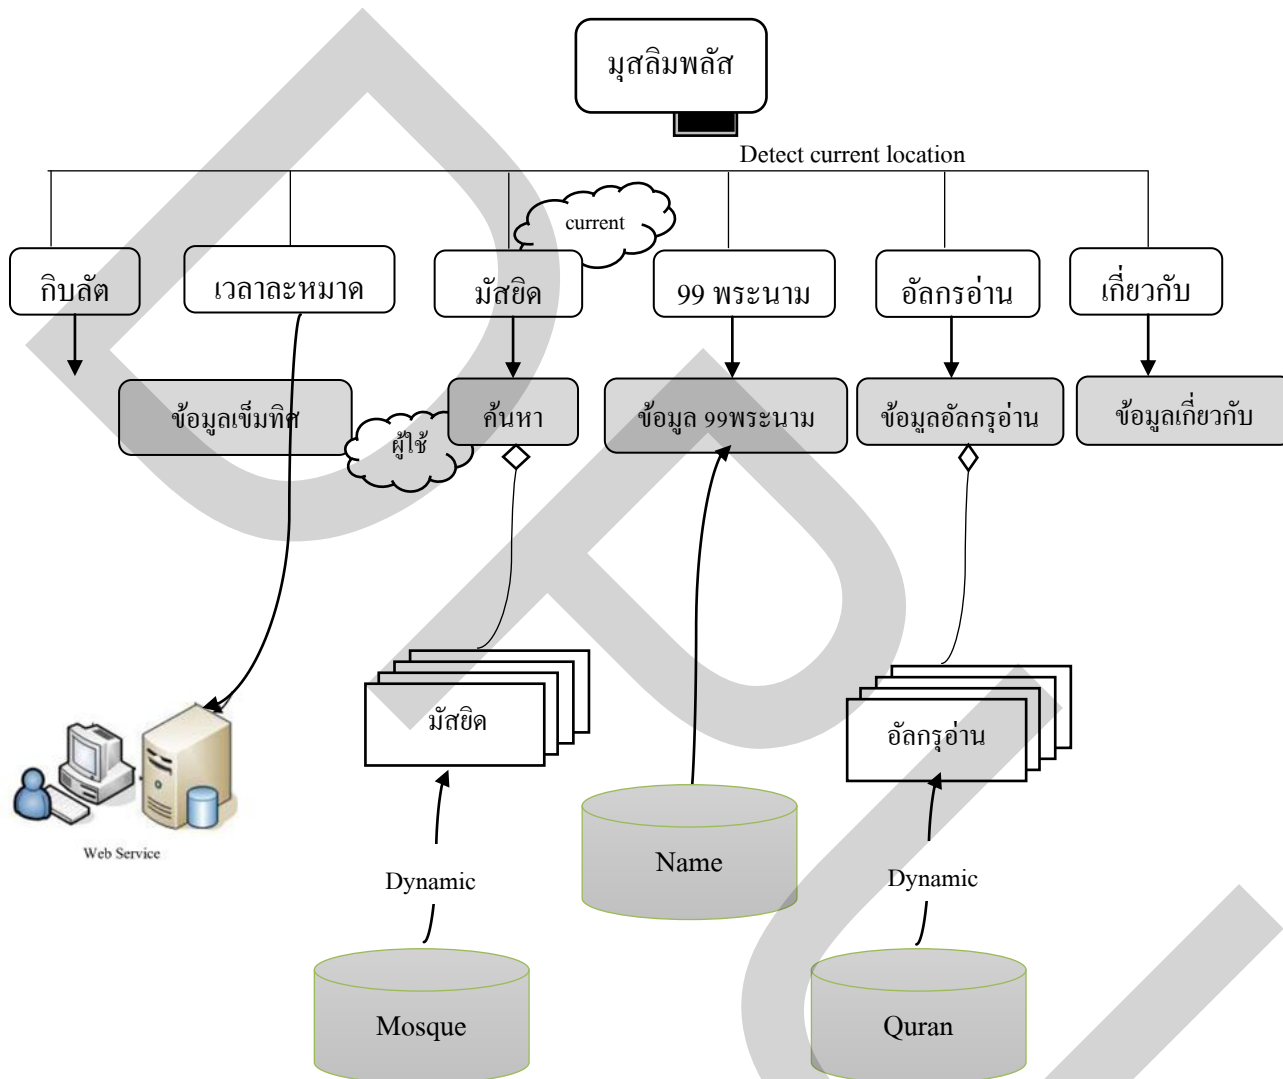 มุสลิมพลัส
Detect current location
current
กิบลัต
เวลาละหมาด
มัสยิด
99 พระนาม
อัลกรอ่าน
เกี่ยวกับ
ข้อมูลเข็มทิศ
ผู้ใช้
ค้นหา
ข้อมูล 99พระนาม
ข้อมูลอัลกรุอ่าน
ข้อมูลเกี่ยวกับ
มัสยิด
อัลกรุอ่าน
Web Service
Name
Dynamic
Dynamic
Mosque
Quran